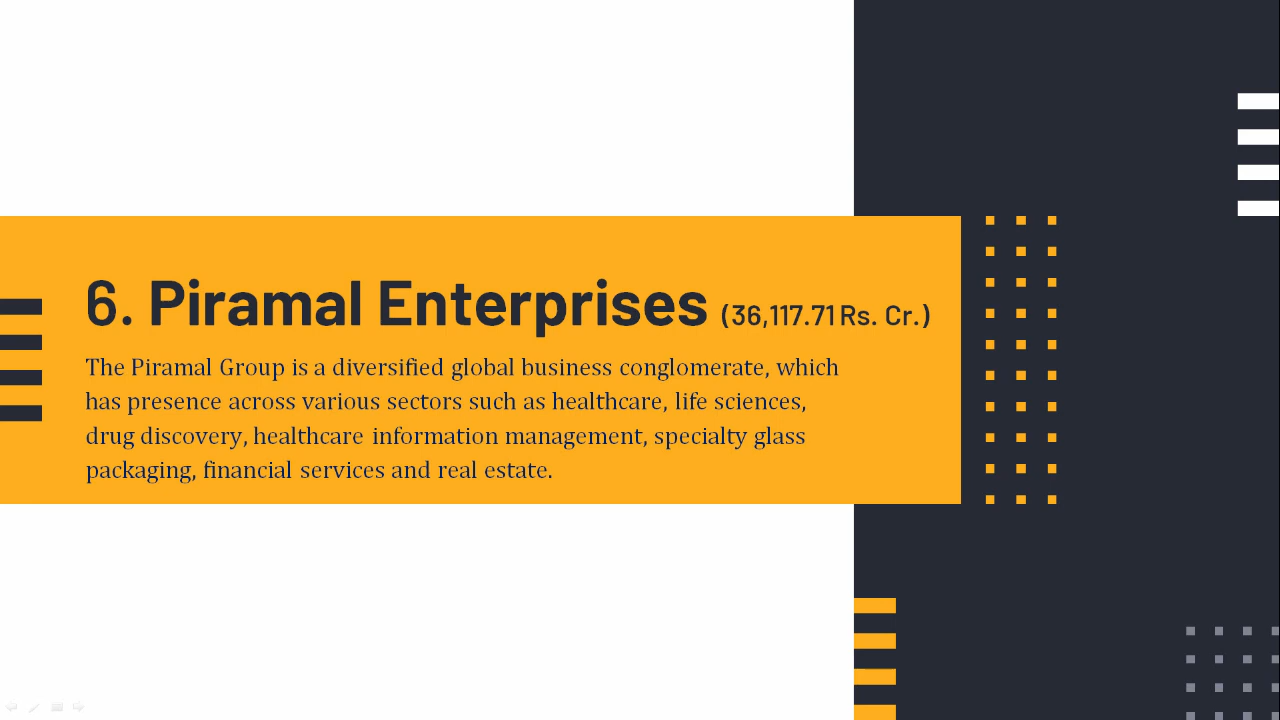 6. Piramal Enterprises (36,117.71 Rs. Cr.)
The Piramal Group is a diversified global business conglomerate, which
has presence across various sectors such as healthcare, life sciences,
drug discovery, healthcare information management, specialty glass
packaging, financial services and real estate.